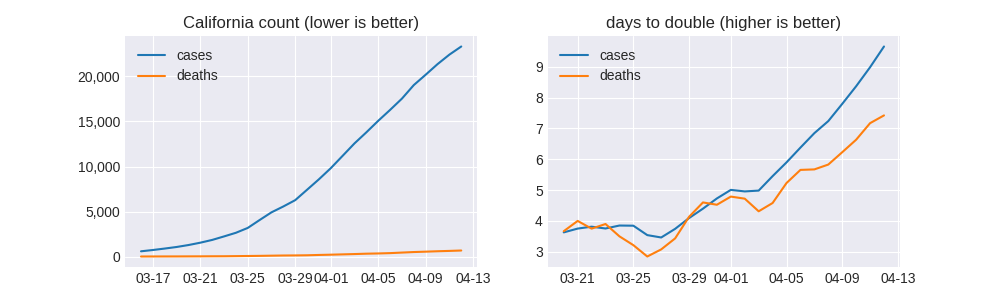 California count (lower is better)
cases
deaths
20,000
15,000
10,000
5,000
0
03-17 03-21 03-25 03-29 04-01 04-05 04-09 04-13
days to double (higher is better)
cases
deaths
9
8
7
6
5
4
3
03-21 03-25 03-29 04-01 04-05 04-09 04-13